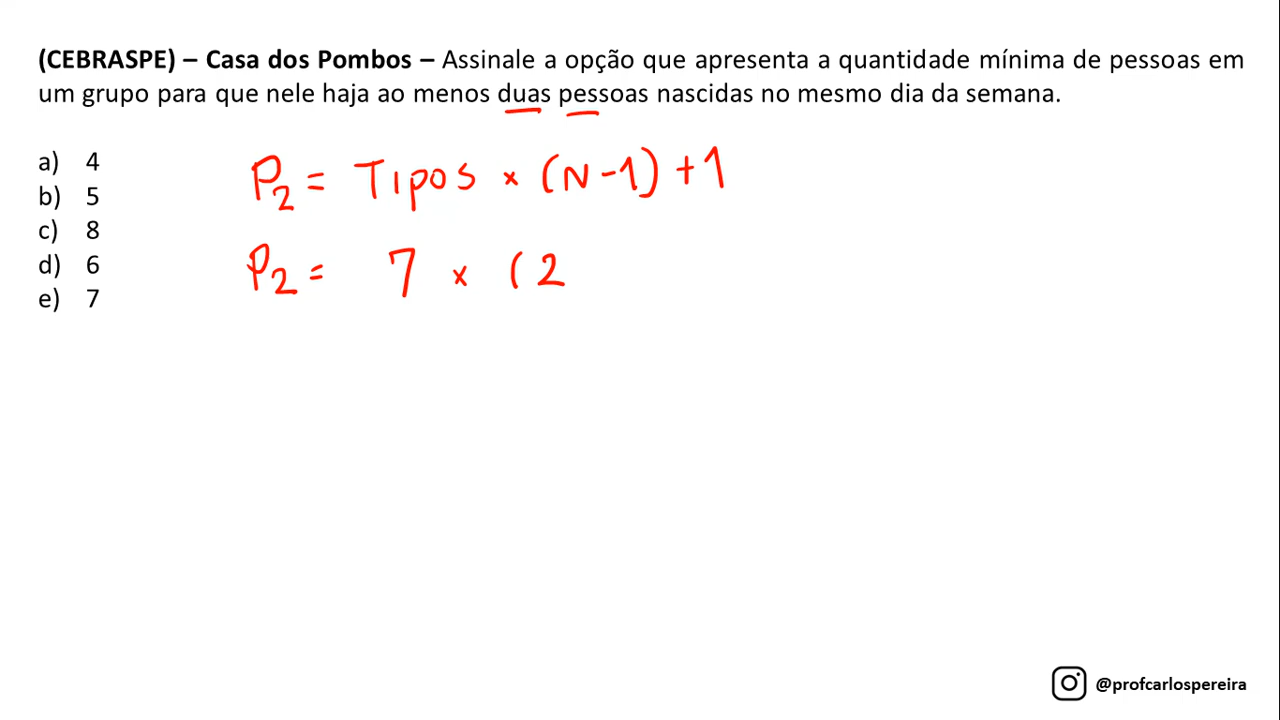 (CEBRASPE) – Casa dos Pombos – Assinale a opção que apresenta a quantidade mínima de pessoas em
um grupo para que nele haja ao menos duas pessoas nascidas no mesmo dia da semana.
a) 4
b) 5
c) 8
d) 6
e) 7
P2 = Tipos × (N-1) + 1
P2 = 7 × (2
@profcarlospereira